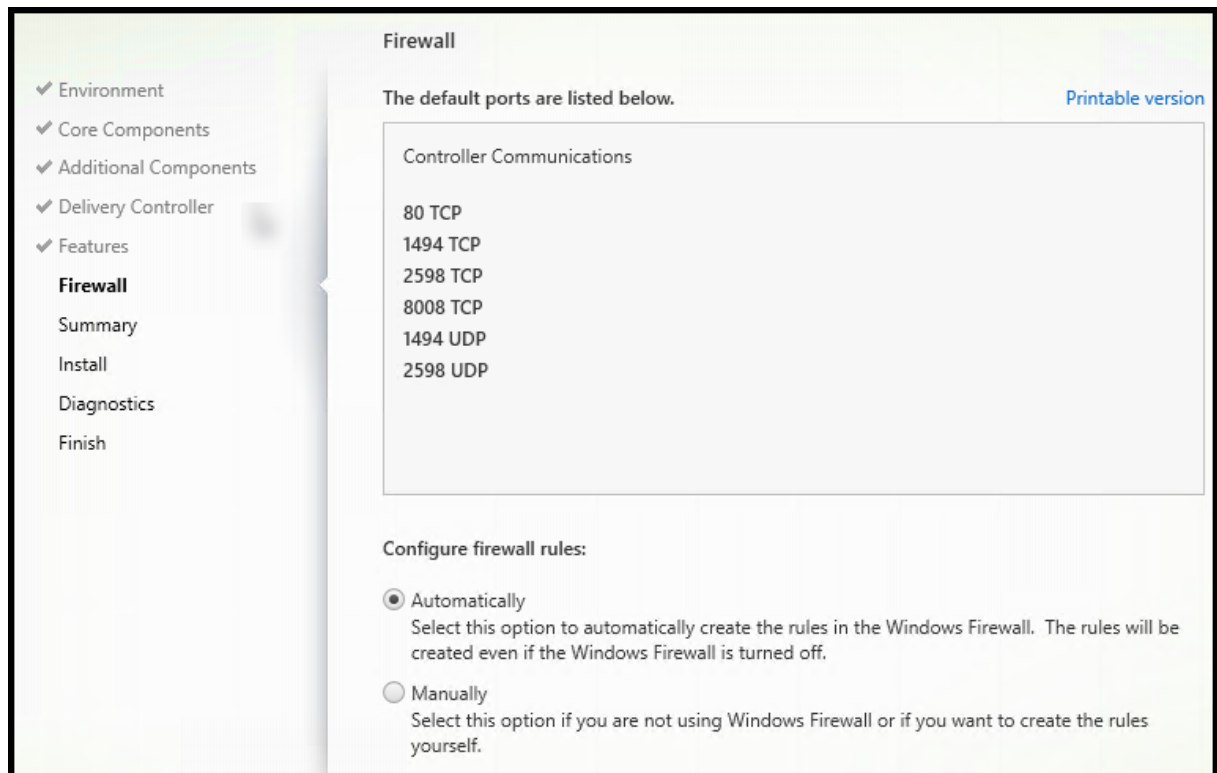 Firewall
Environment
Core Components
Additional Components
Delivery Controller
Features
Firewall
Summary
Install
Diagnostics
Finish
The default ports are listed below.
Printable version
Controller Communications
80 TCP
1494 TCP
2598 TCP
8008 TCP
1494 UDP
2598 UDP
Configure firewall rules:
Automatically
Select this option to automatically create the rules in the Windows Firewall.  The rules will be
created even if the Windows Firewall is turned off.
Manually
Select this option if you are not using Windows Firewall or if you want to create the rules
yourself.